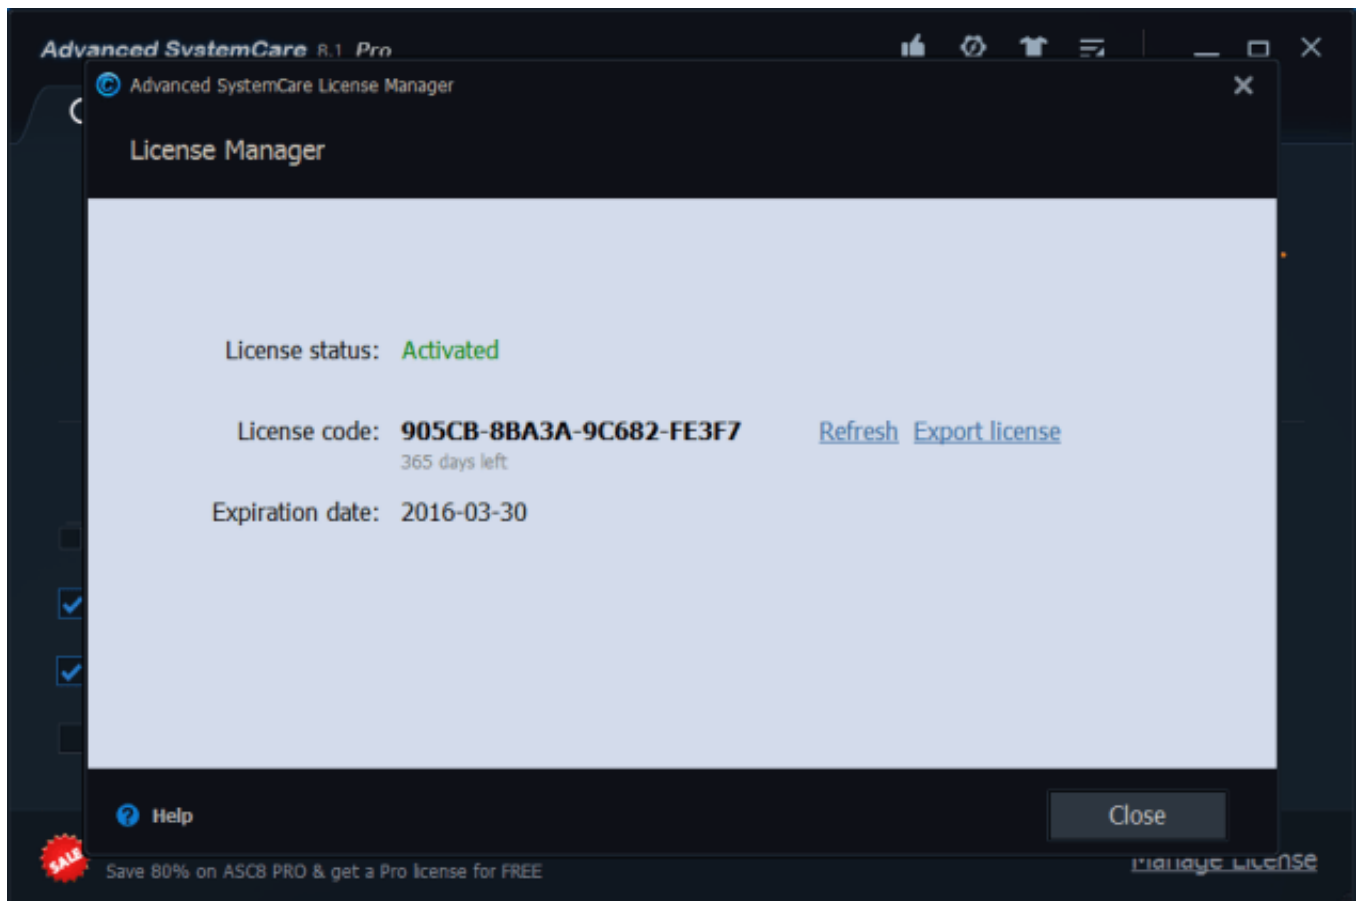 Advanced SystemCare 8.1 Pro
Advanced SystemCare License Manager
License Manager
License status: Activated
License code: 905CB-8BA3A-9C682-FE3F7 Refresh Export license
365 days left
Expiration date: 2016-03-30
Help
Close
SALE
Save 80% on ASC8 PRO & get a Pro license for FREE
Manage License